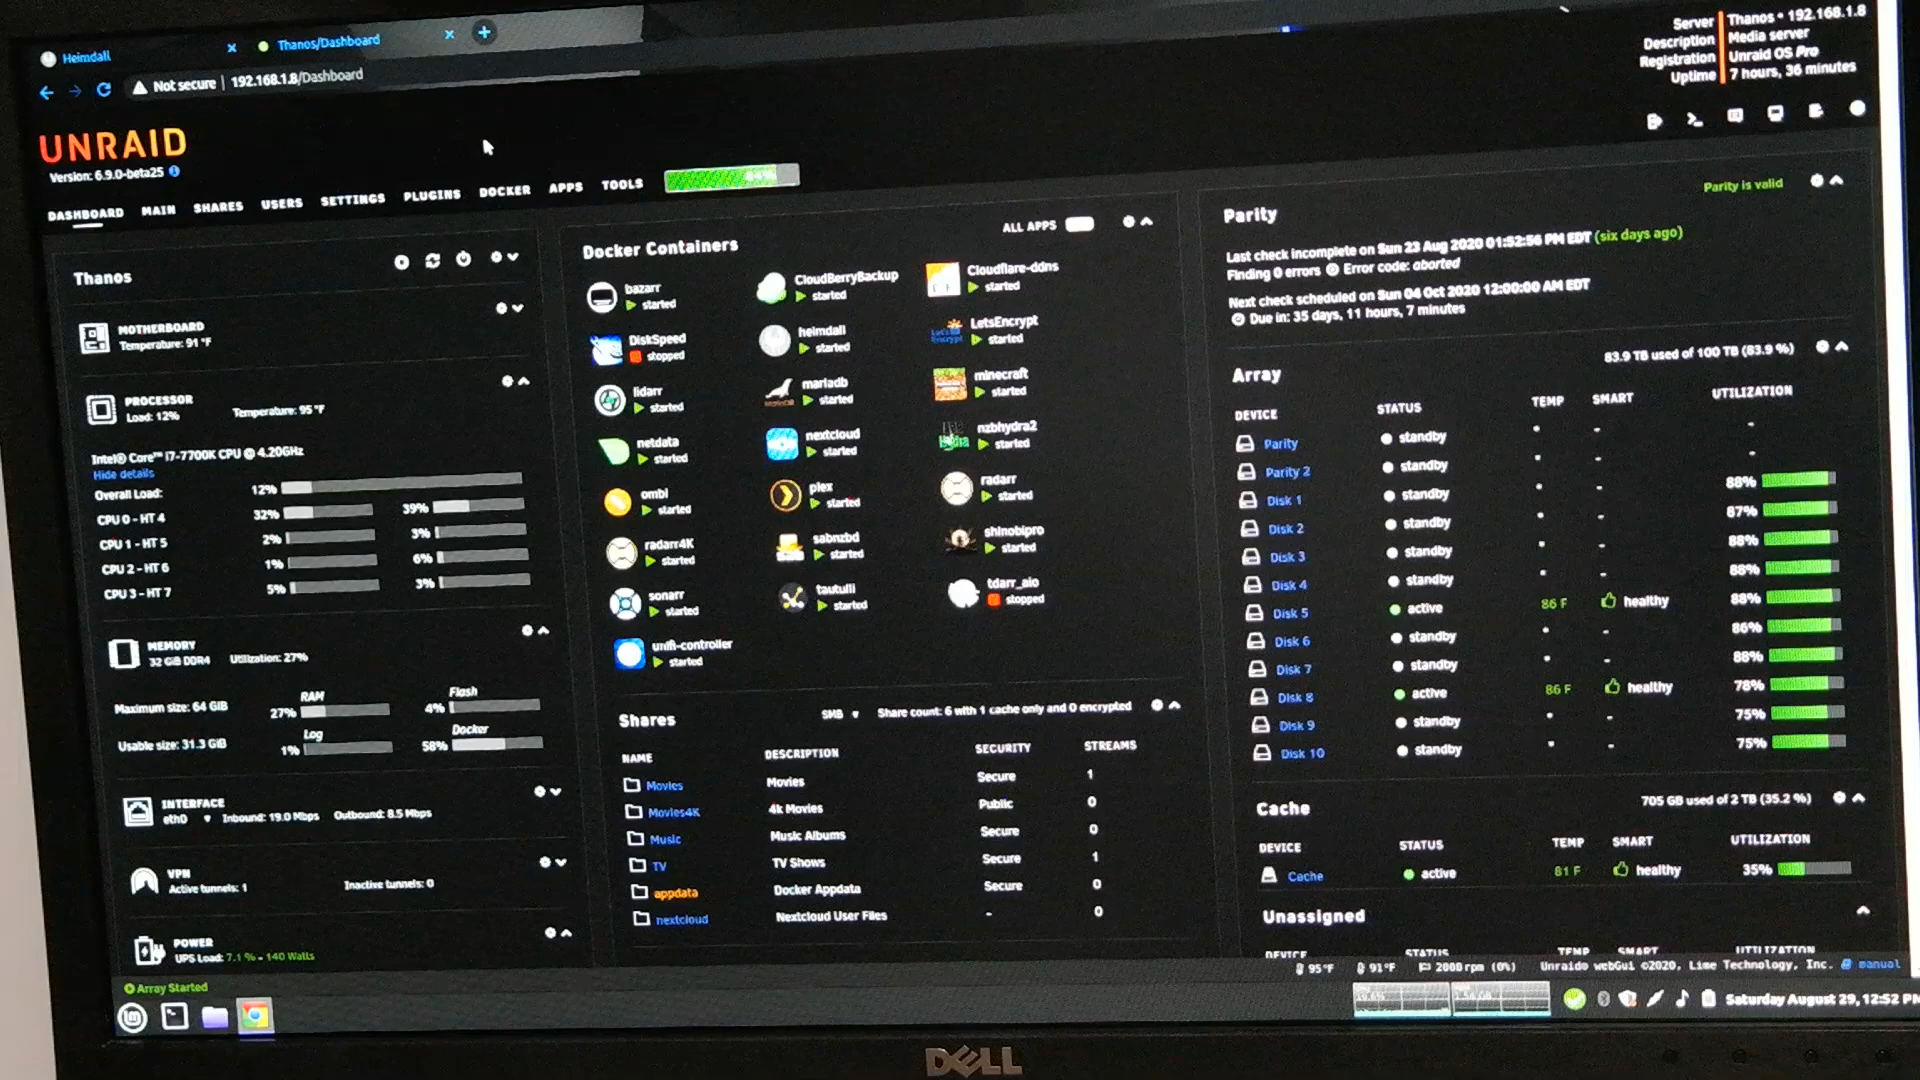 Heimdall
Thanos/Dashboard
Not secure | 192.168.1.8/Dashboard
Server Thanos • 192.168.1.8
Description Media server
Registration Unraid OS Pro
Uptime 7 hours, 36 minutes
UNRAID
Version: 6.9.0-beta25
DASHBOARD MAIN SHARES USERS SETTINGS PLUGINS DOCKER APPS TOOLS
84%
Thanos
MOTHERBOARD
Temperature: 91 °F
PROCESSOR
Load: 12% Temperature: 95 °F
Intel® Core™ i7-7700K CPU @ 4.20GHz
Hide details
Overall Load: 12%
CPU 0 - HT 4 32% 39%
CPU 1 - HT 5 2% 3%
CPU 2 - HT 6 1% 6%
CPU 3 - HT 7 5% 3%
MEMORY
32 GiB DDR4 Utilization: 27%
RAM Flash
Maximum size: 64 GiB 27% 4%
Log Docker
Usable size: 31.3 GiB 1% 58%
INTERFACE
eth0 Inbound: 19.0 Mbps Outbound: 8.5 Mbps
VPN
Active tunnels: 1 Inactive tunnels: 0
POWER
UPS Load: 7.1 % - 140 Watts
Docker Containers
ALL APPS
bazarr
started
CloudBerryBackup
started
Cloudflare-ddns
started
DiskSpeed
stopped
heimdall
started
LetsEncrypt
started
lidarr
started
mariadb
started
minecraft
started
netdata
started
nextcloud
started
nzbhydra2
started
ombi
started
plex
started
radarr
started
radarr4K
started
sabnzbd
started
shinobipro
started
sonarr
started
tautulli
started
tdarr_aio
stopped
unifi-controller
started
Shares
SMB Share count: 6 with 1 cache only and 0 encrypted
NAME DESCRIPTION SECURITY STREAMS
Movies Movies Secure 1
Movies4K 4k Movies Public 0
Music Music Albums Secure 0
TV TV Shows Secure 1
appdata Docker Appdata Secure 0
nextcloud Nextcloud User Files - 0
Parity
Parity is valid
Last check incomplete on Sun 23 Aug 2020 01:52:56 PM EDT (six days ago)
Finding 0 errors Error code: aborted
Next check scheduled on Sun 04 Oct 2020 12:00:00 AM EDT
Due in: 35 days, 11 hours, 7 minutes
Array
83.9 TB used of 100 TB (83.9 %)
DEVICE STATUS TEMP SMART UTILIZATION
Parity standby - - -
Parity 2 standby - - -
Disk 1 standby - - 88%
Disk 2 standby - - 87%
Disk 3 standby - - 88%
Disk 4 standby - - 88%
Disk 5 active 86 F healthy 88%
Disk 6 standby - - 86%
Disk 7 standby - - 88%
Disk 8 active 86 F healthy 78%
Disk 9 standby - - 75%
Disk 10 standby - - 75%
Cache
705 GB used of 2 TB (35.2 %)
DEVICE STATUS TEMP SMART UTILIZATION
Cache active 81 F healthy 35%
Unassigned
DEVICE STATUS TEMP SMART UTILIZATION
Array Started
95°F 91°F 2008 rpm (0%) Unraid® webGui ©2020, Lime Technology, Inc. manual
Saturday August 29, 12:52 PM
DELL